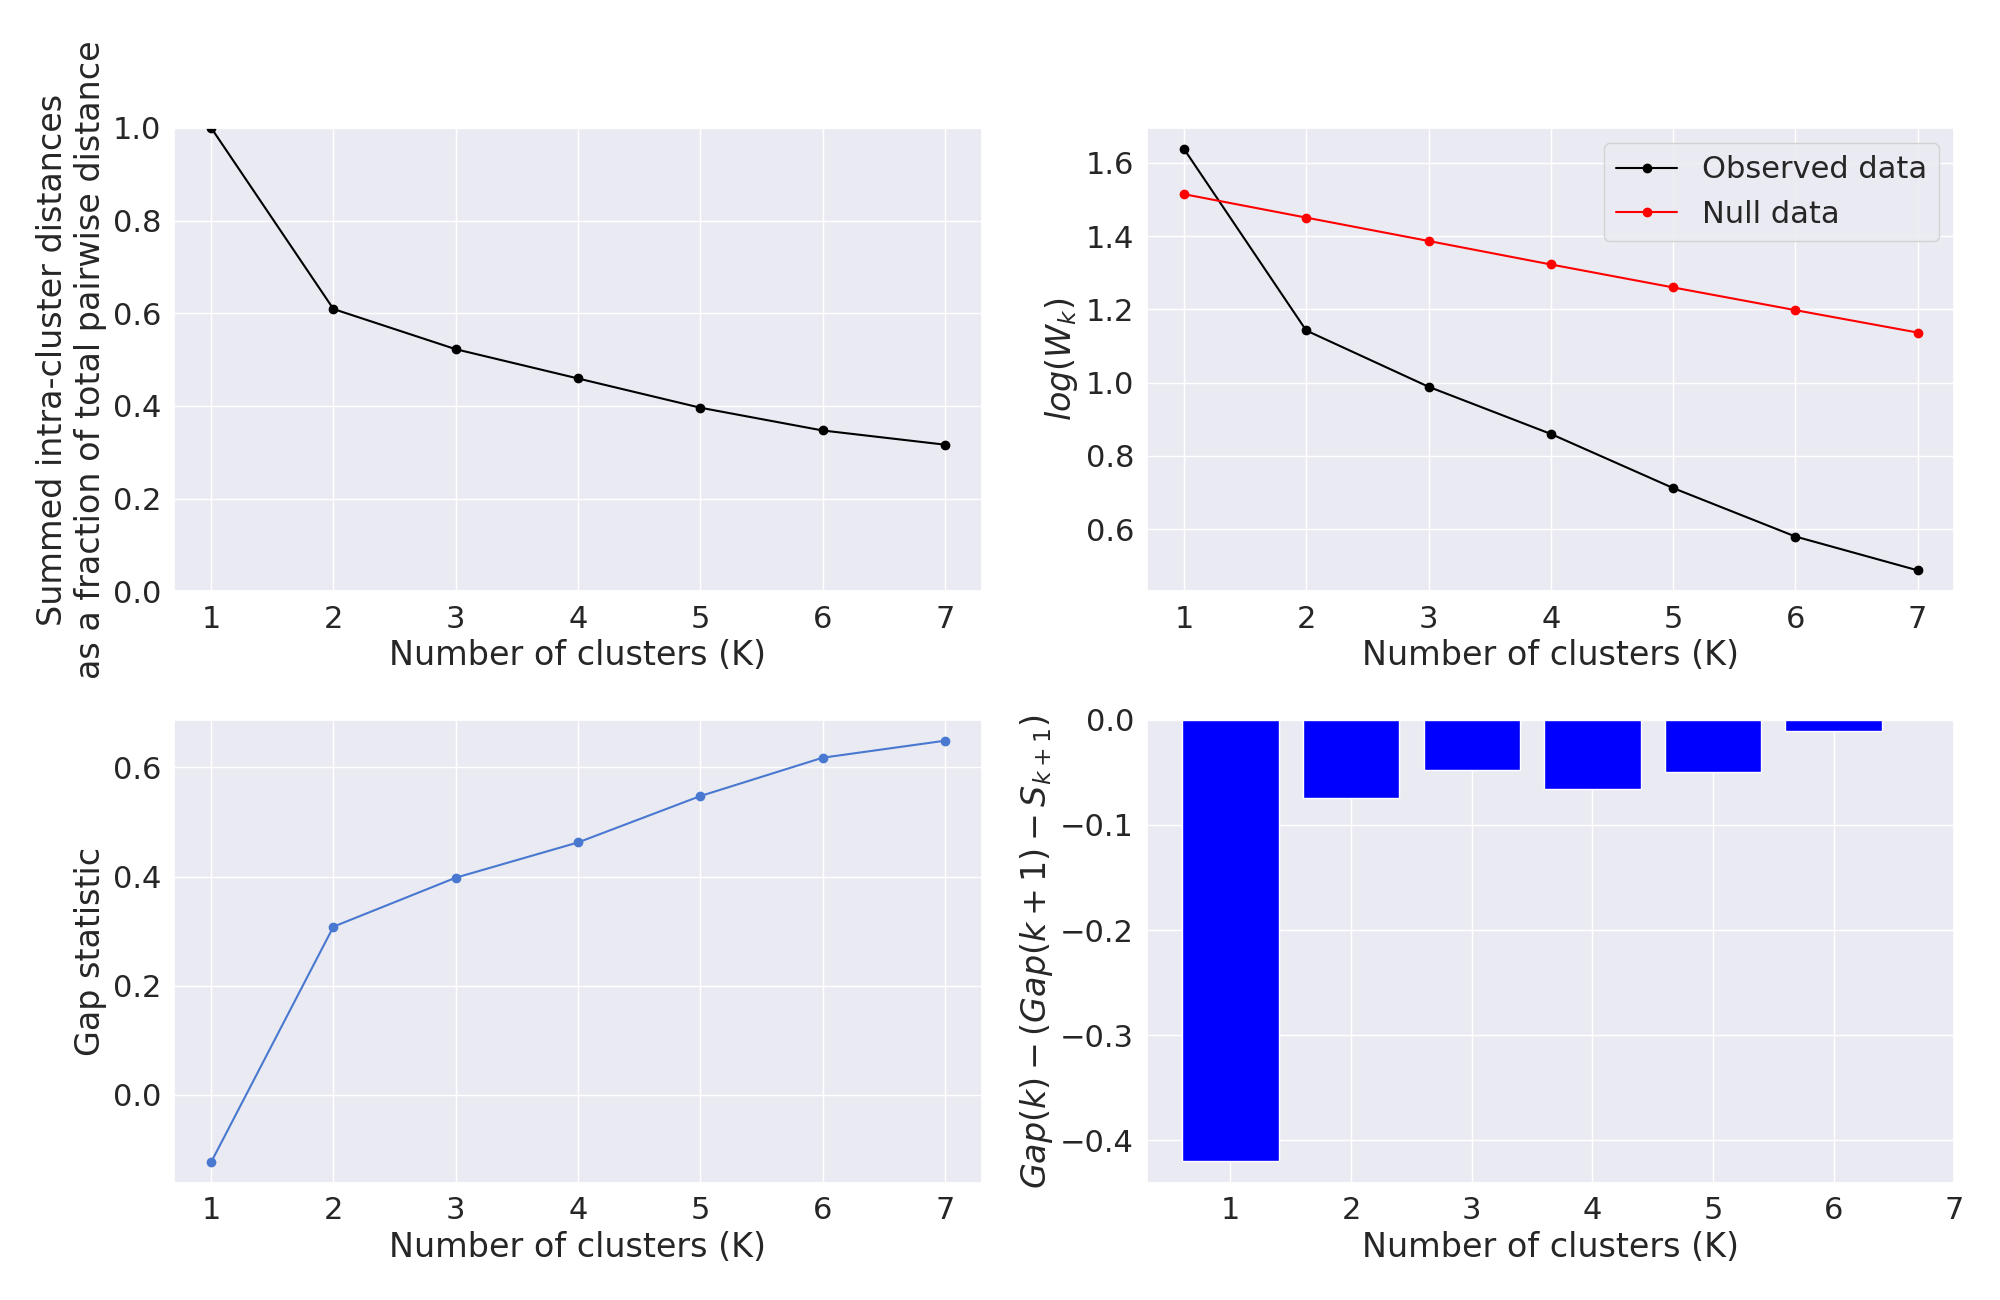 Summed intra-cluster distances
as a fraction of total pairwise distance
1.0
0.8
0.6
0.4
0.2
0.0
1 2 3 4 5 6 7
Number of clusters (K)
log(W_k)
1.6
1.4
1.2
1.0
0.8
0.6
Observed data
Null data
1 2 3 4 5 6 7
Number of clusters (K)
Gap statistic
0.6
0.4
0.2
0.0
1 2 3 4 5 6 7
Number of clusters (K)
Gap(k) − (Gap(k + 1) − S_{k+1})
0.0
−0.1
−0.2
−0.3
−0.4
1 2 3 4 5 6 7
Number of clusters (K)